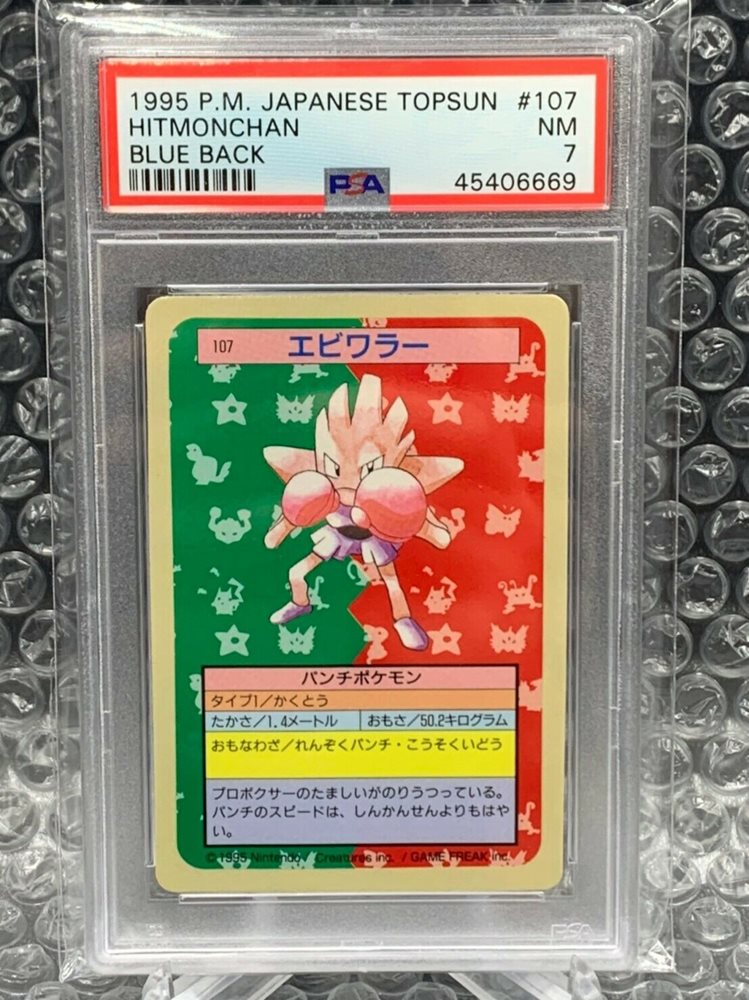 1995 P.M. JAPANESE TOPSUN #107
HITMONCHAN NM
BLUE BACK 7
PSA 45406669
107 エビワラー
パンチポケモン
タイプ1/かくとう
たかさ/1.4メートル おもさ/50.2キログラム
おもなわざ/れんぞくパンチ・こうそくいどう
プロボクサーのたましいがのりうつっている。
パンチのスピードは、しんかんせんよりもはや
い。
© 1995 Nintendo / Creatures inc. / GAME FREAK inc.
PSA